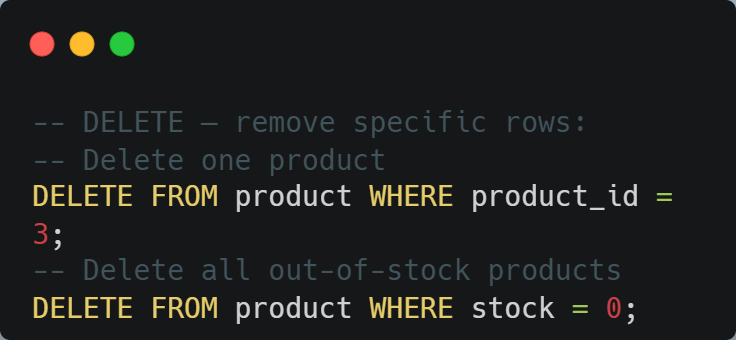 -- DELETE — remove specific rows:
-- Delete one product
DELETE FROM product WHERE product_id =
3;
-- Delete all out-of-stock products
DELETE FROM product WHERE stock = 0;